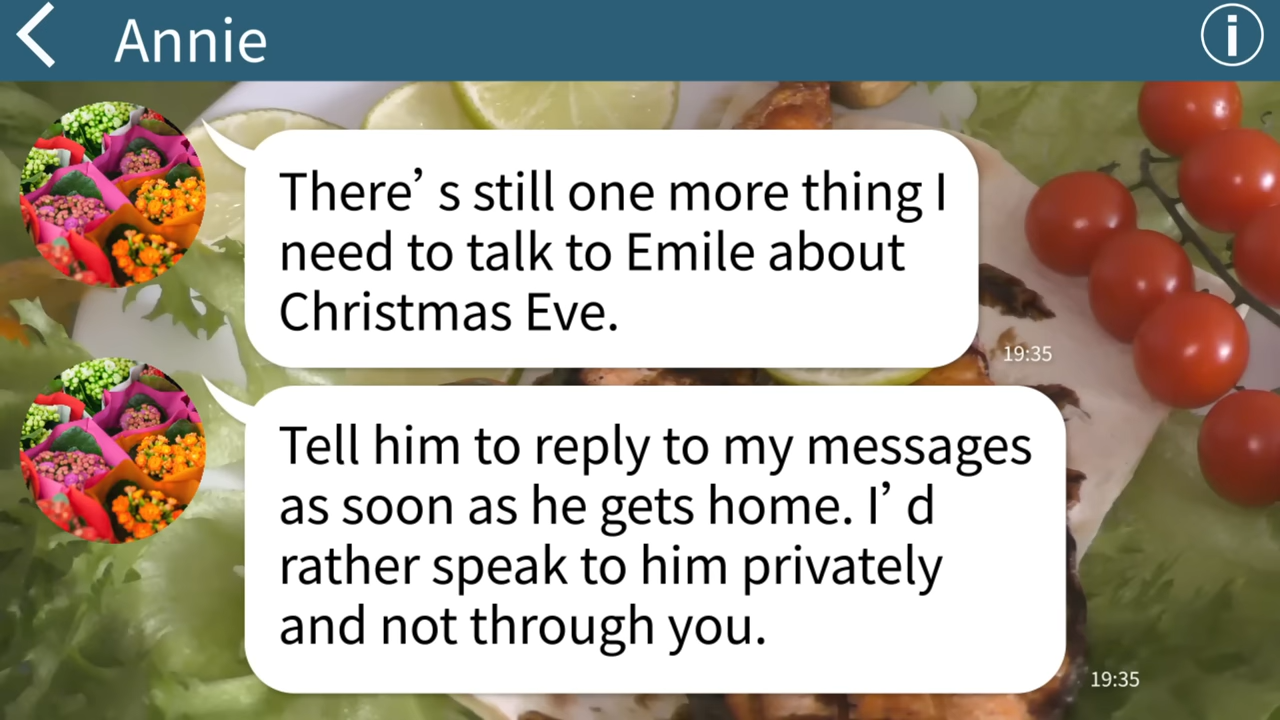 Annie
There’s still one more thing I
need to talk to Emile about
Christmas Eve.
19:35
Tell him to reply to my messages
as soon as he gets home. I’d
rather speak to him privately
and not through you.
19:35